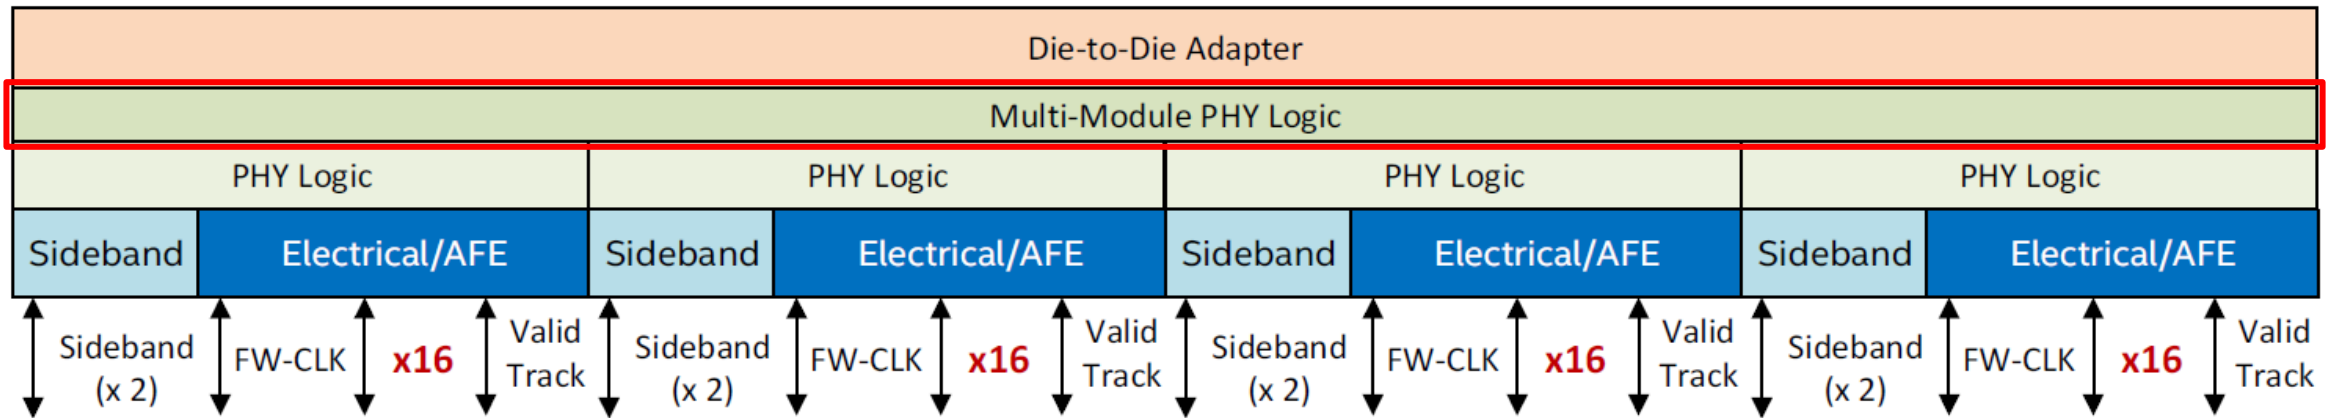 Die-to-Die Adapter
Multi-Module PHY Logic
PHY Logic PHY Logic PHY Logic PHY Logic
Sideband Electrical/AFE Sideband Electrical/AFE Sideband Electrical/AFE Sideband Electrical/AFE
Sideband (x 2) FW-CLK x16 Valid Track
Sideband (x 2) FW-CLK x16 Valid Track
Sideband (x 2) FW-CLK x16 Valid Track
Sideband (x 2) FW-CLK x16 Valid Track